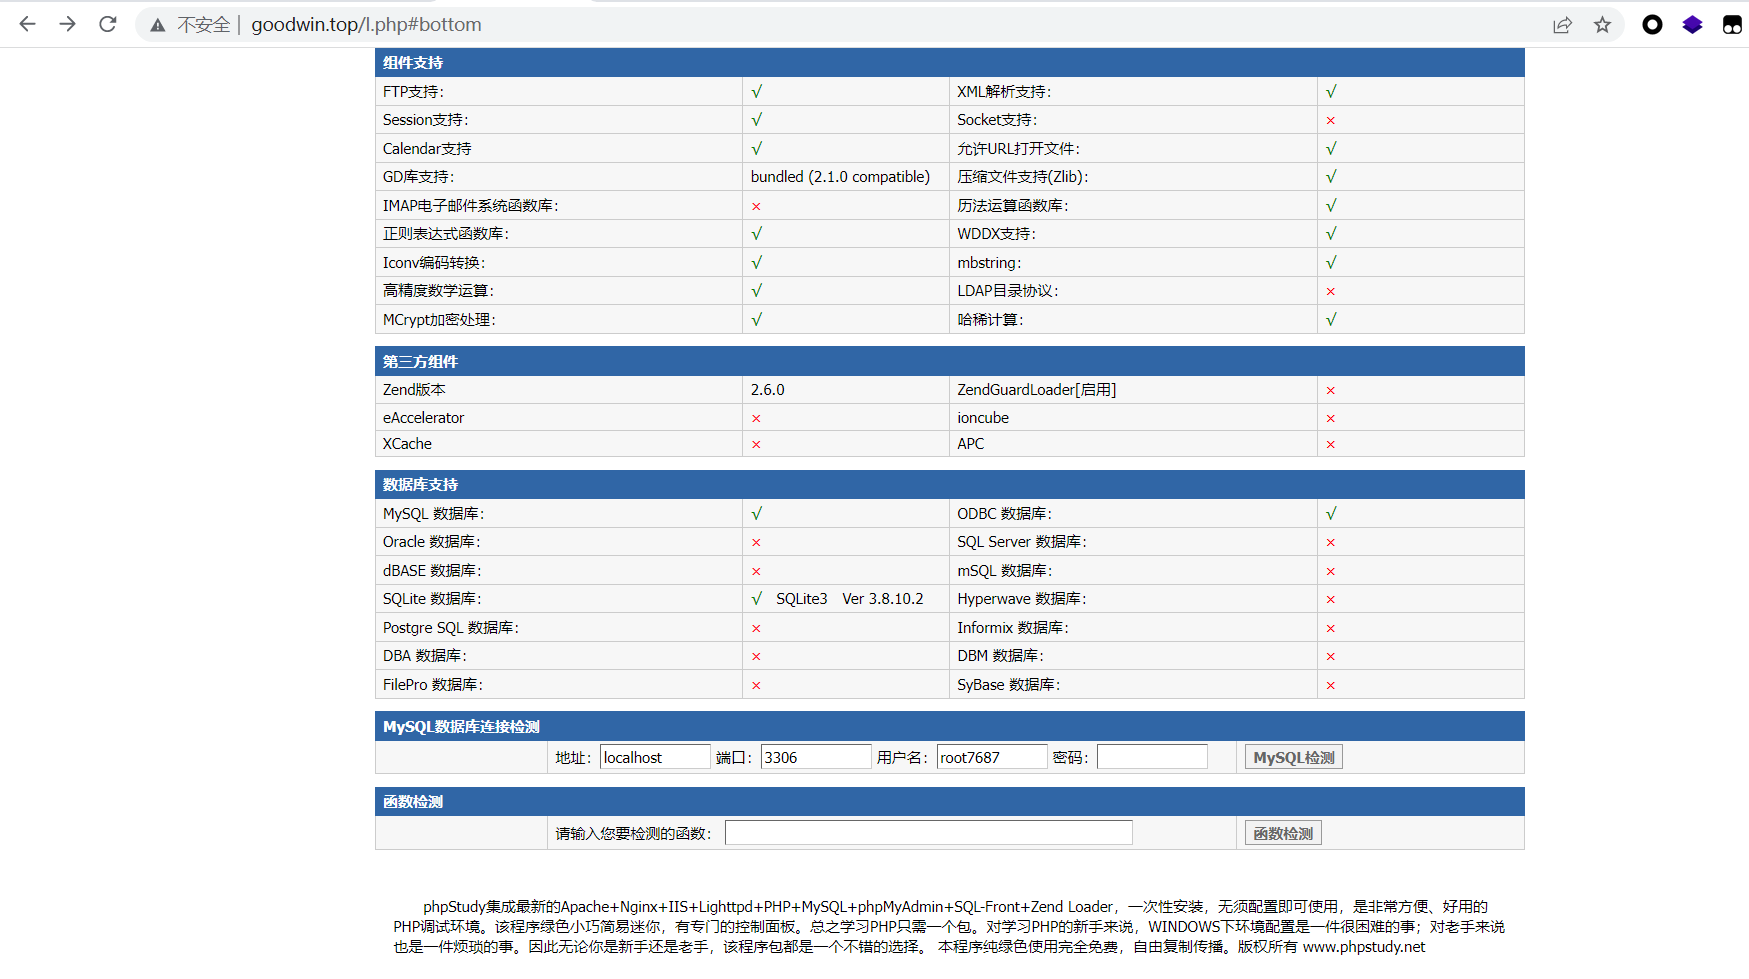 不安全 | goodwin.top/l.php#bottom
组件支持
FTP支持： √ XML解析支持： √
Session支持： √ Socket支持： ×
Calendar支持 √ 允许URL打开文件： √
GD库支持： bundled (2.1.0 compatible) 压缩文件支持(Zlib)： √
IMAP电子邮件系统函数库： × 历法运算函数库： √
正则表达式函数库： √ WDDX支持： √
Iconv编码转换： √ mbstring： √
高精度数学运算： √ LDAP目录协议： ×
MCrypt加密处理： √ 哈稀计算： √
第三方组件
Zend版本 2.6.0 ZendGuardLoader[启用] ×
eAccelerator × ioncube ×
XCache × APC ×
数据库支持
MySQL 数据库： √ ODBC 数据库： √
Oracle 数据库： × SQL Server 数据库： ×
dBASE 数据库： × mSQL 数据库： ×
SQLite 数据库： √ SQLite3 Ver 3.8.10.2 Hyperwave 数据库： ×
Postgre SQL 数据库： × Informix 数据库： ×
DBA 数据库： × DBM 数据库： ×
FilePro 数据库： × SyBase 数据库： ×
MySQL数据库连接检测
地址： localhost 端口： 3306 用户名： root7687 密码： MySQL检测
函数检测
请输入您要检测的函数： 函数检测
phpStudy集成最新的Apache+Nginx+IIS+Lighttpd+PHP+MySQL+phpMyAdmin+SQL-Front+Zend Loader，一次性安装，无须配置即可使用，是非常方便、好用的
PHP调试环境。该程序绿色小巧简易迷你，有专门的控制面板。总之学习PHP只需一个包。对学习PHP的新手来说，WINDOWS下环境配置是一件很困难的事；对老手来说
也是一件烦琐的事。因此无论你是新手还是老手，该程序包都是一个不错的选择。 本程序纯绿色使用完全免费，自由复制传播。版权所有 www.phpstudy.net